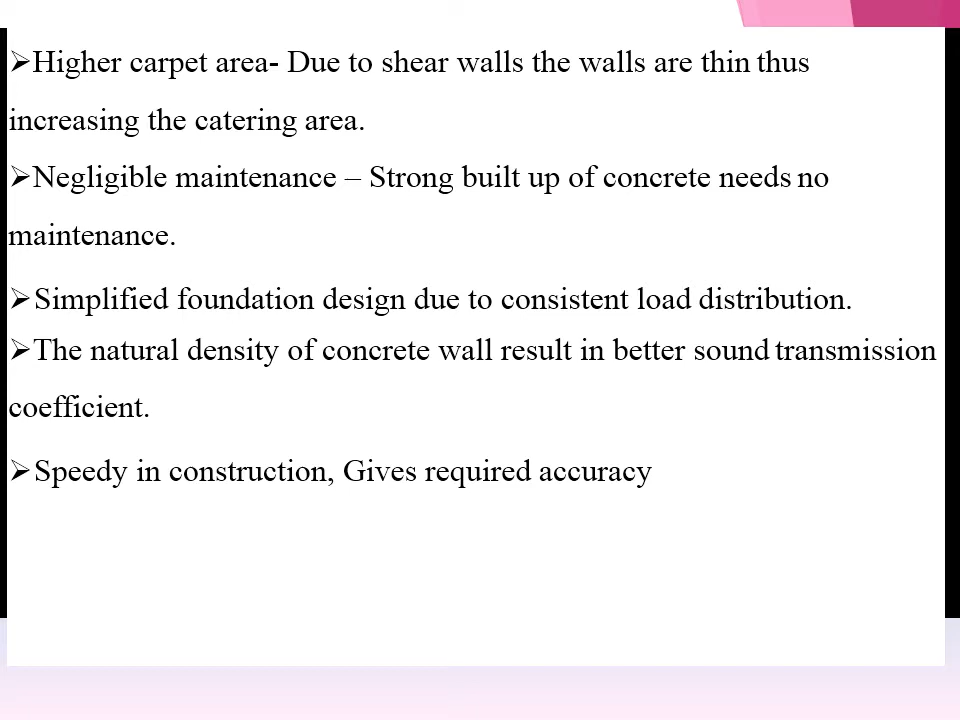 ➢Higher carpet area- Due to shear walls the walls are thin thus
increasing the catering area.
➢Negligible maintenance – Strong built up of concrete needs no
maintenance.
➢Simplified foundation design due to consistent load distribution.
➢The natural density of concrete wall result in better sound transmission
coefficient.
➢Speedy in construction, Gives required accuracy